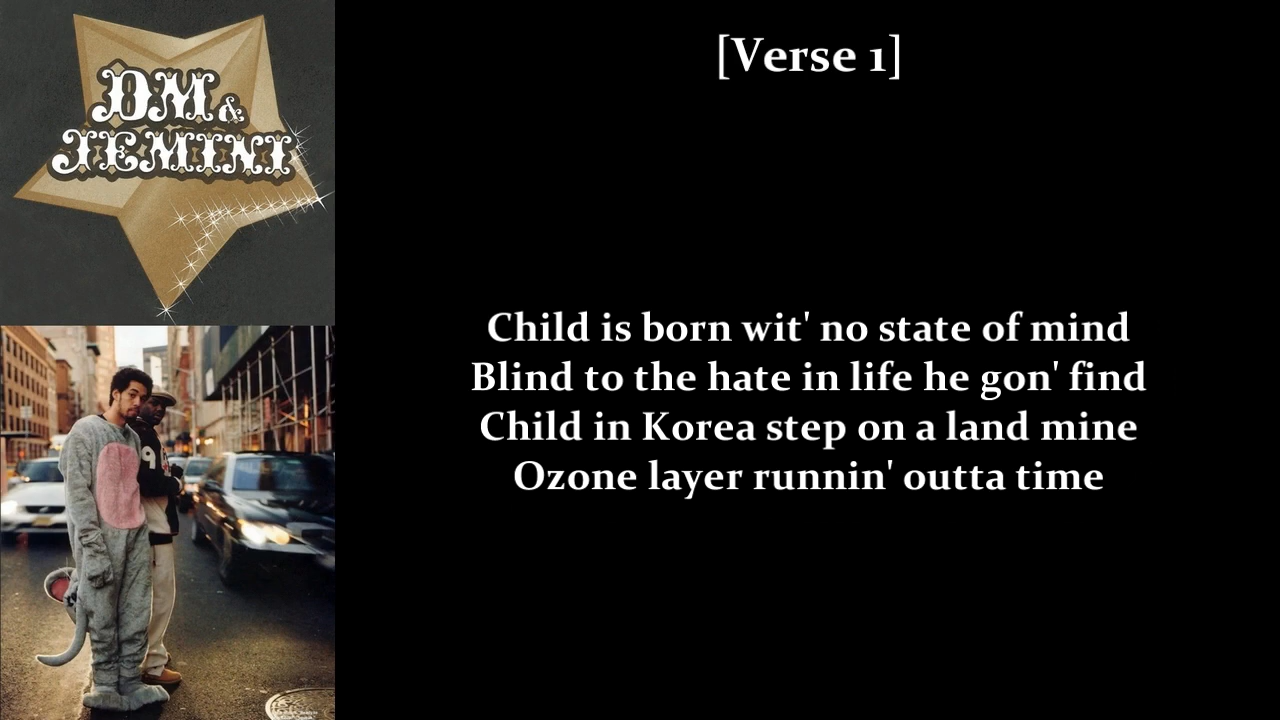 DM &
JEMINI
[Verse 1]
Child is born wit' no state of mind
Blind to the hate in life he gon' find
Child in Korea step on a land mine
Ozone layer runnin' outta time